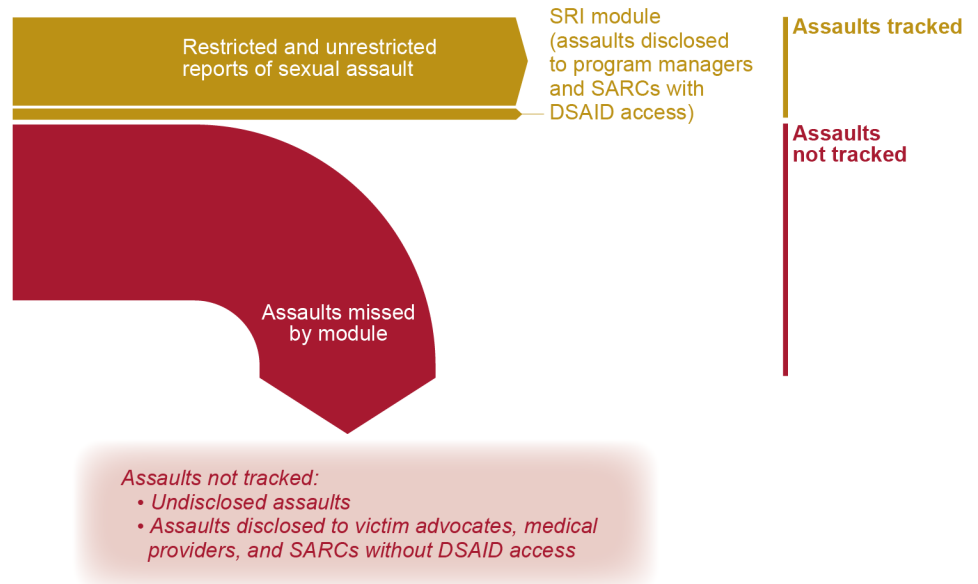 Restricted and unrestricted
reports of sexual assault
SRI module
(assaults disclosed
to program managers
and SARCs with
DSAID access)
Assaults tracked
Assaults
not tracked
Assaults missed
by module
Assaults not tracked:
• Undisclosed assaults
• Assaults disclosed to victim advocates, medical
providers, and SARCs without DSAID access